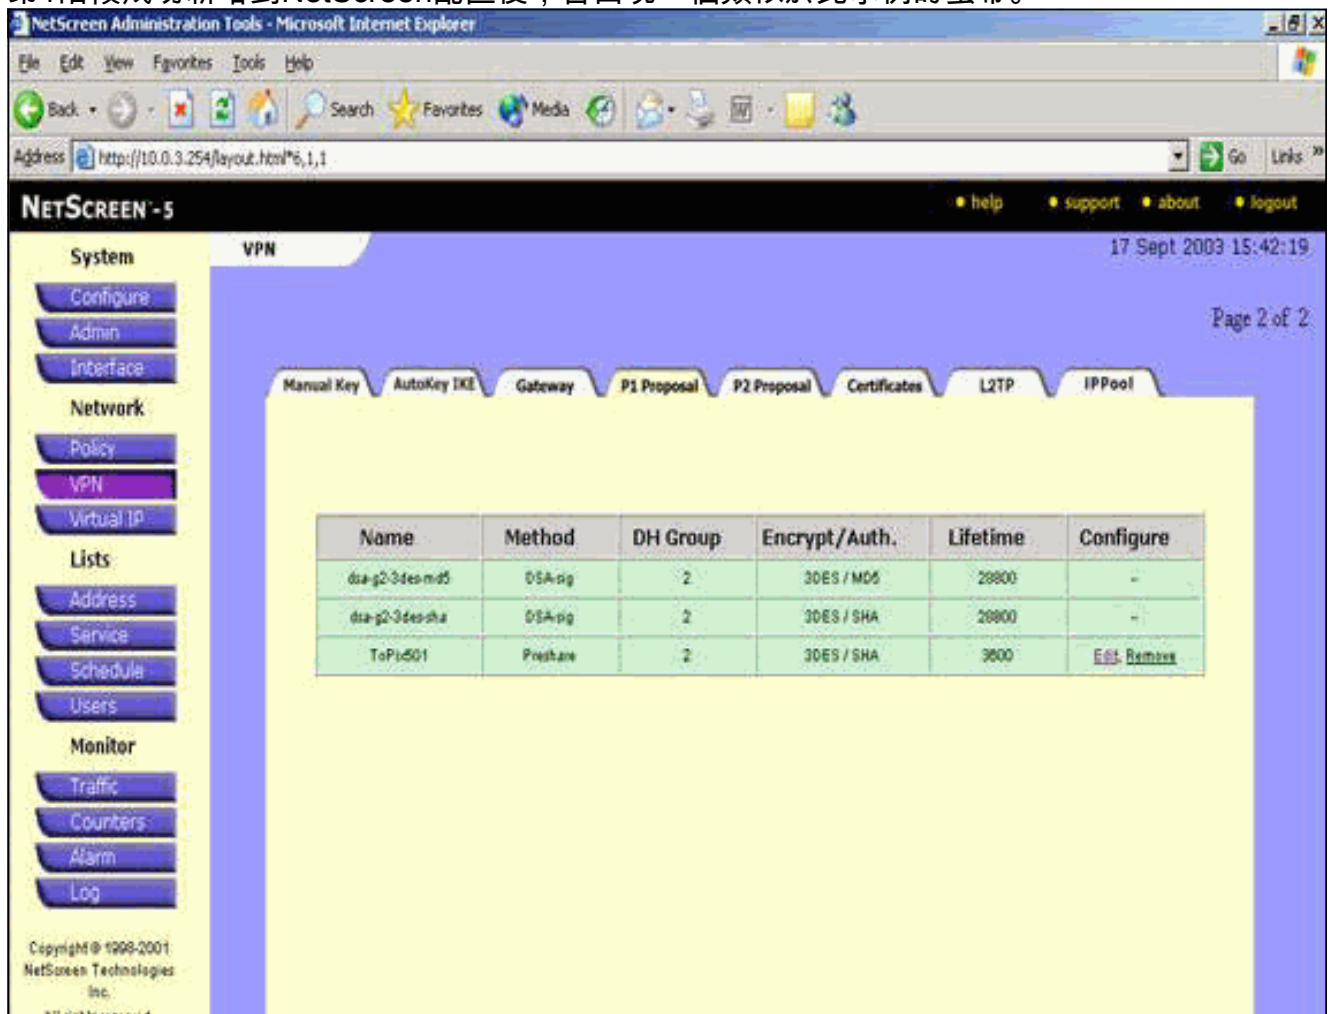 NetScreen Administration Tools - Microsoft Internet Explorer
File Edit View Favorites Tools Help
Back Search Favorites Media
Address http://10.0.3.254/layout.html*6,1,1 Go Links »
NETSCREEN-5 help support about logout
VPN 17 Sept 2003 15:42:19
Page 2 of 2
System
Configure
Admin
Interface
Network
Policy
VPN
Virtual IP
Lists
Address
Service
Schedule
Users
Monitor
Traffic
Counters
Alarm
Log
Copyright © 1998-2001
NetScreen Technologies
Inc.
Manual Key AutoKey IKE Gateway P1 Proposal P2 Proposal Certificates L2TP IPPool
Name Method DH Group Encrypt/Auth. Lifetime Configure
dsa-g2-3des-md5 DSA-sig 2 3DES / MD5 28800 -
dsa-g2-3des-sha DSA-sig 2 3DES / SHA 28800 -
ToPix501 Preshare 2 3DES / SHA 3600 Edit, Remove